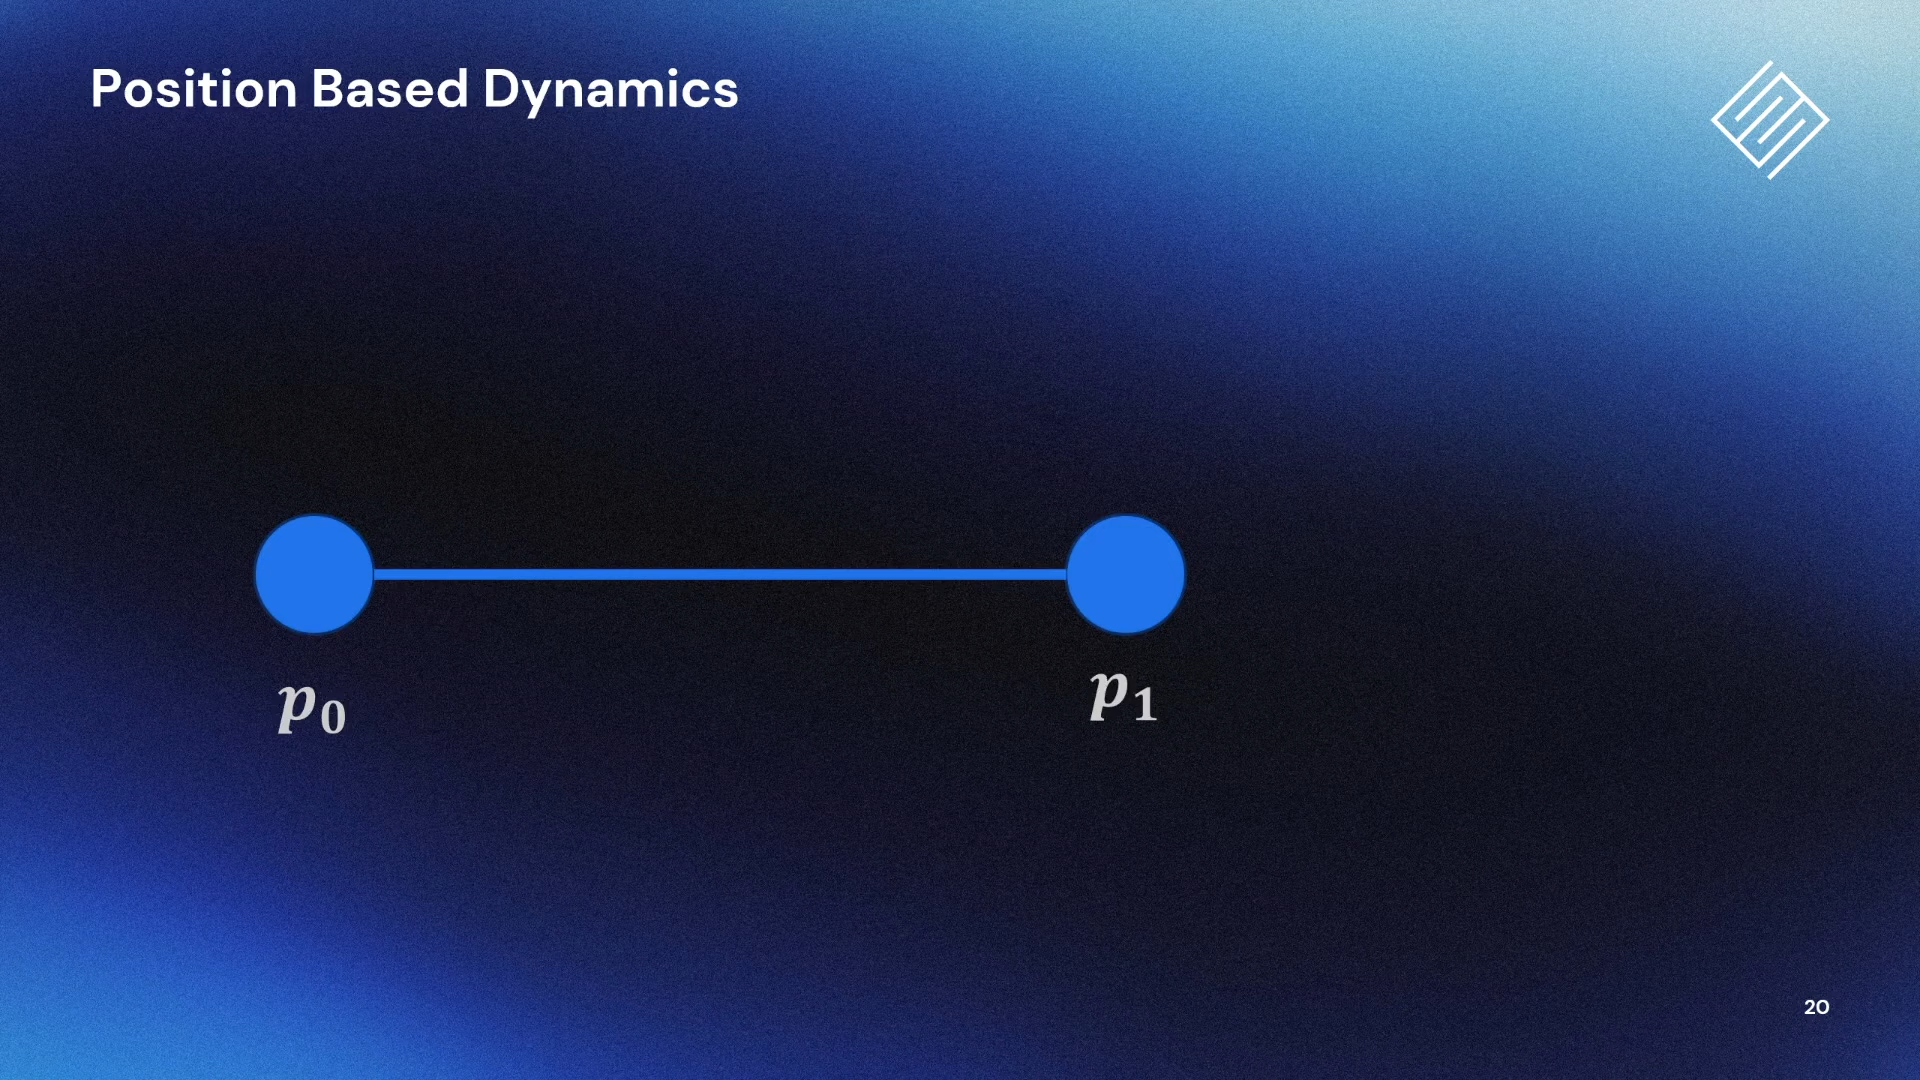 Position Based Dynamics
p₀
p₁
20